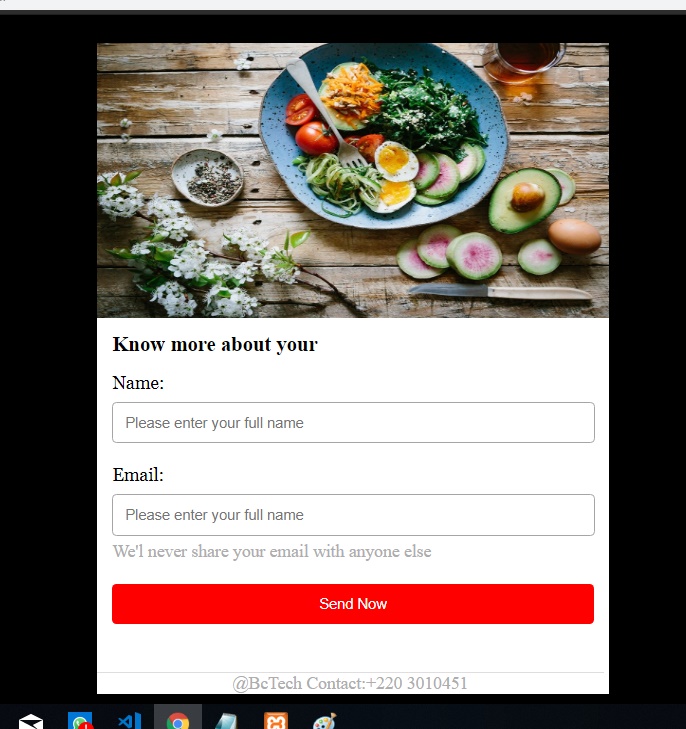 Know more about your
Name:
Please enter your full name
Email:
Please enter your full name
We'l never share your email with anyone else
Send Now
@BcTech Contact:+220 3010451